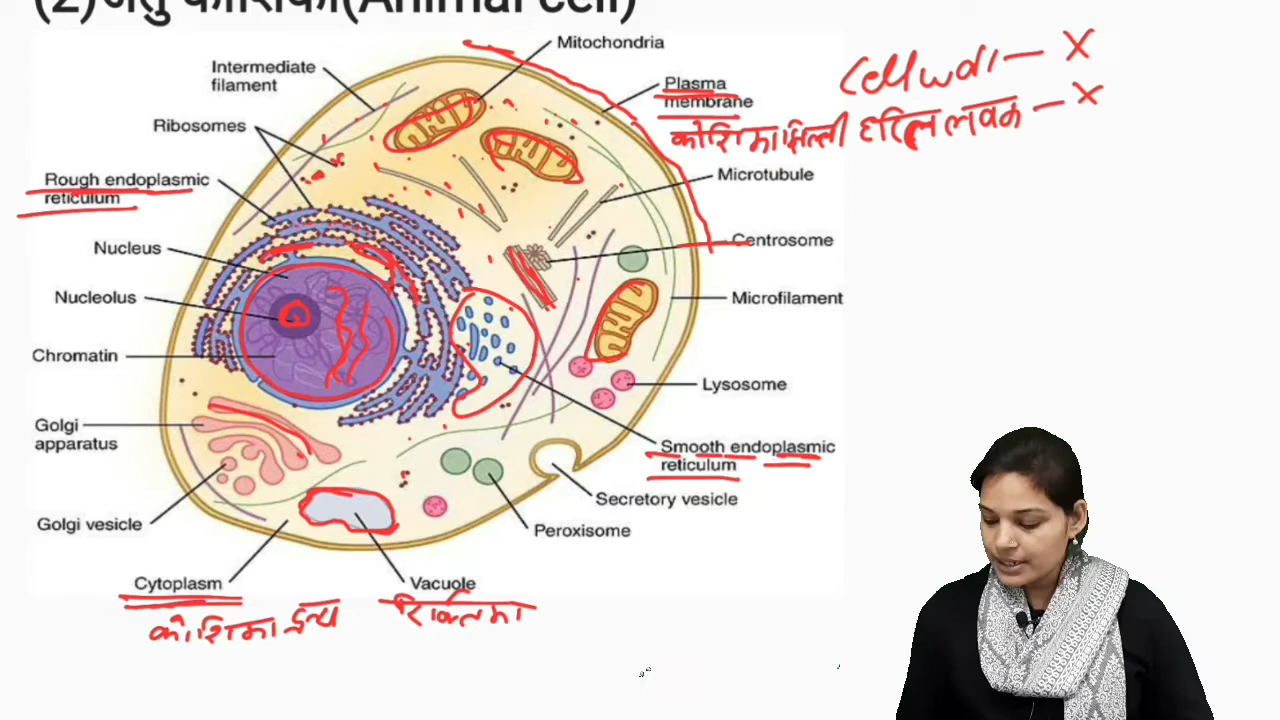 (2)जंतु कोशिका(Animal cell)
Mitochondria
Intermediate
filament
Plasma
membrane
Cell wall - X
Ribosomes
कोशिका झिल्ली
हरित लवक - X
Rough endoplasmic
reticulum
Microtubule
Nucleus
Centrosome
Nucleolus
Microfilament
Chromatin
Lysosome
Golgi
apparatus
Smooth endoplasmic
reticulum
Secretory vesicle
Golgi vesicle
Peroxisome
Cytoplasm
Vacuole
कोशिका द्रव्य
रिक्तिका